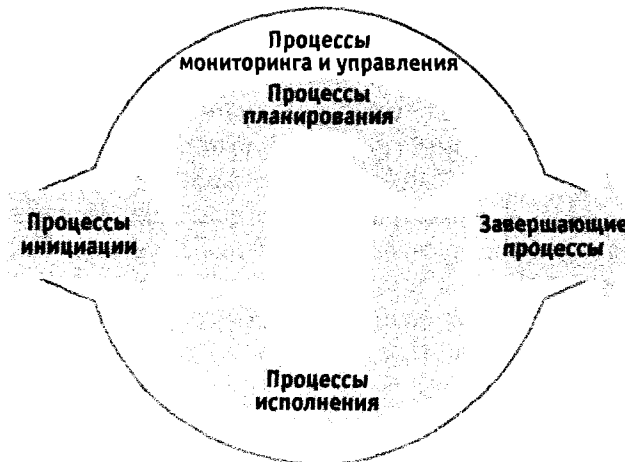 Процессы
мониторинга и управления
Процессы
планирования
Процессы
инициации
Завершающие
процессы
Процессы
исполнения